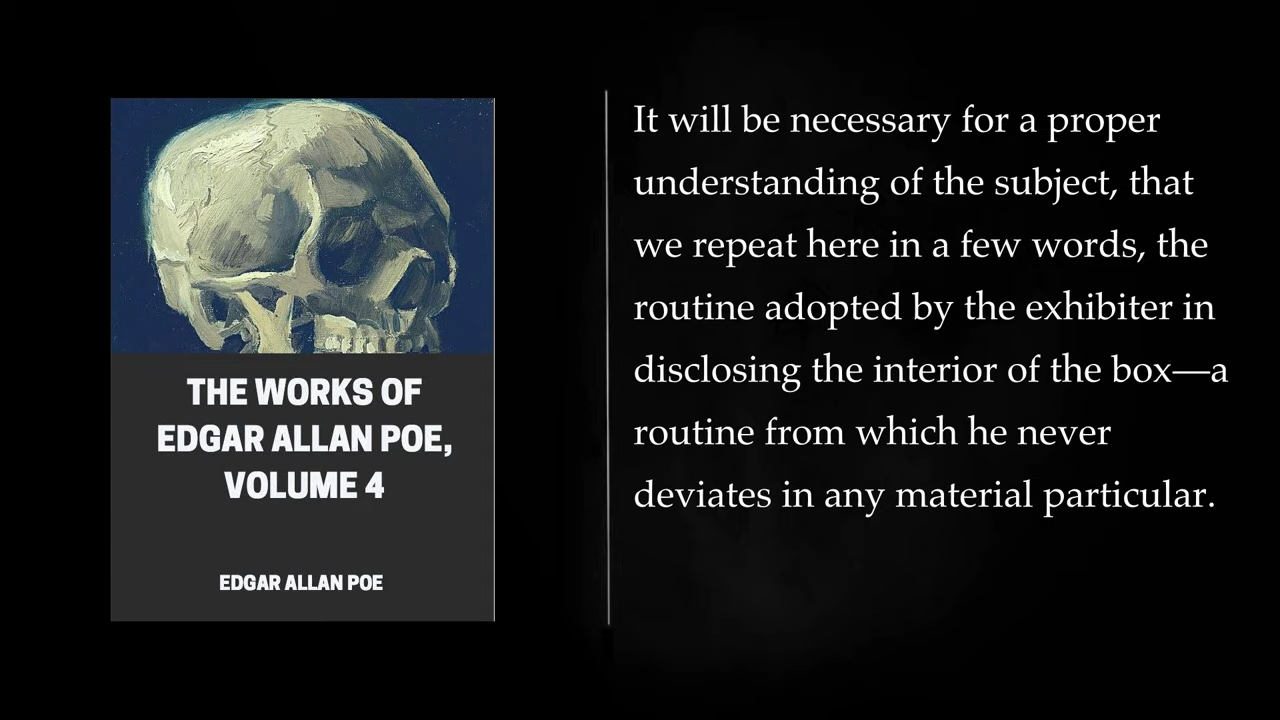 THE WORKS OF
EDGAR ALLAN POE,
VOLUME 4
EDGAR ALLAN POE
It will be necessary for a proper
understanding of the subject, that
we repeat here in a few words, the
routine adopted by the exhibiter in
disclosing the interior of the box—a
routine from which he never
deviates in any material particular.